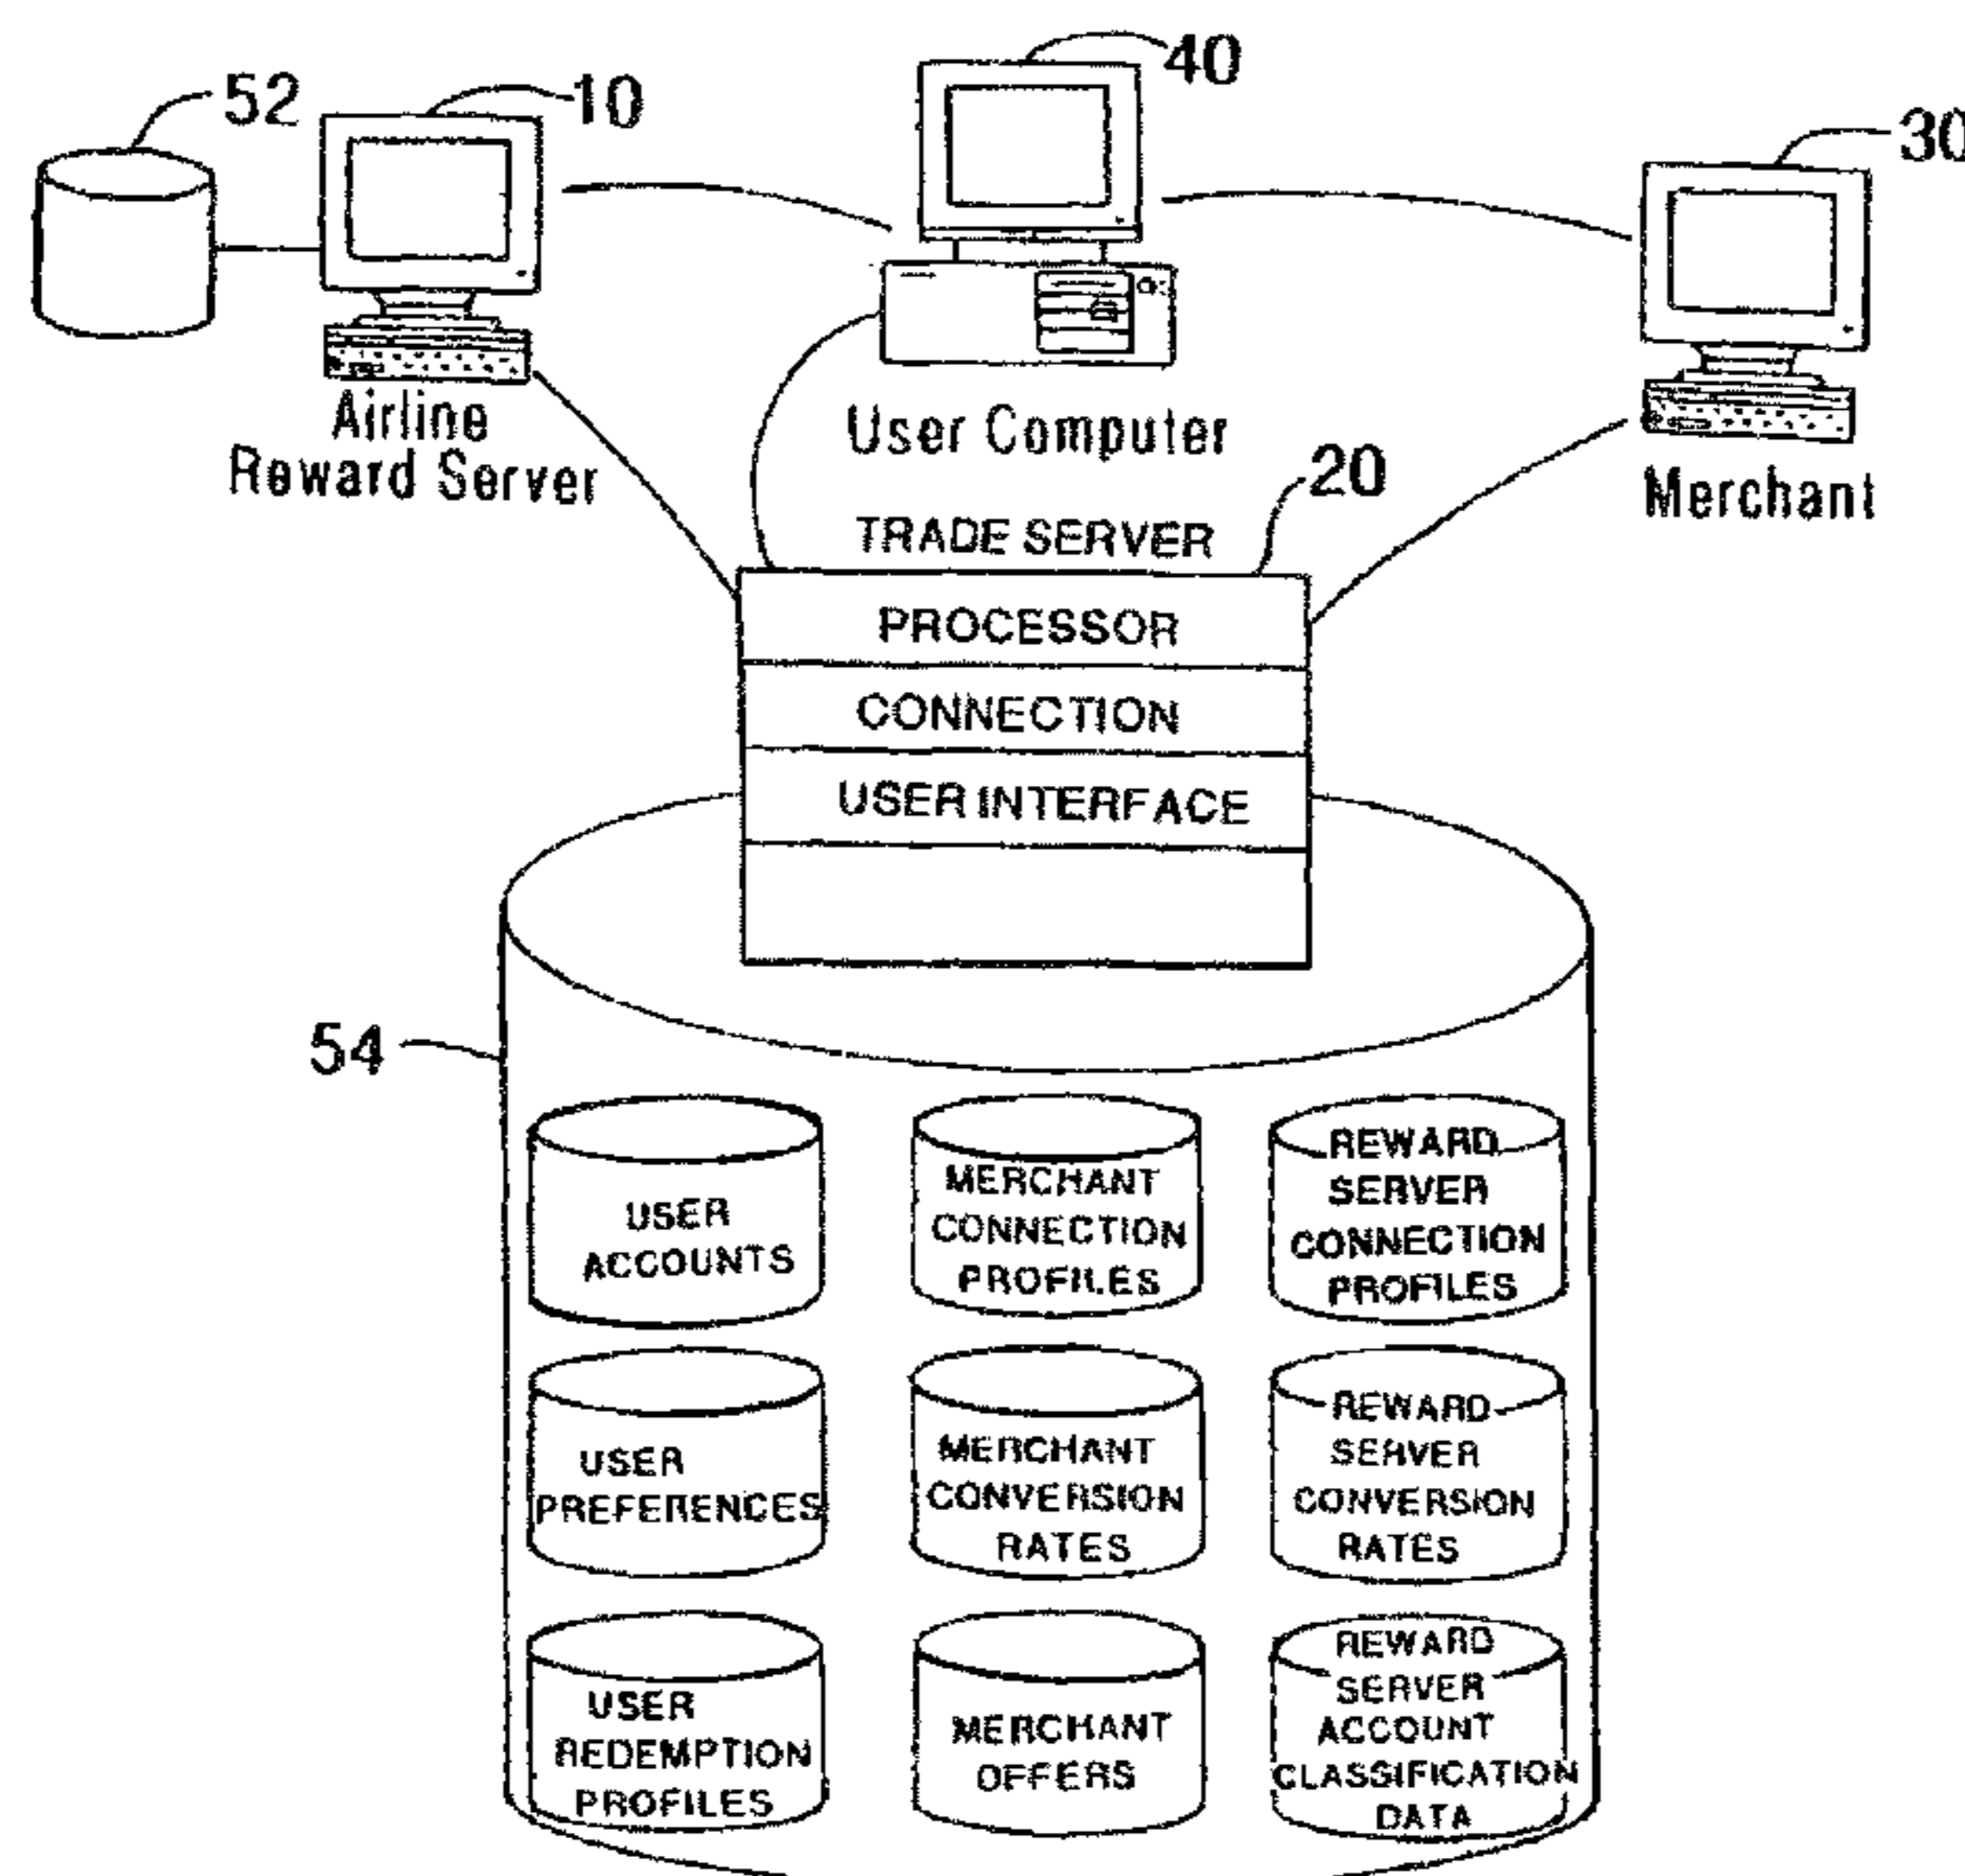 52
10
40
30
Airline
Reward Server
User Computer
Merchant
20
TRADE SERVER
PROCESSOR
CONNECTION
USER INTERFACE
54
USER
ACCOUNTS
MERCHANT
CONNECTION
PROFILES
REWARD
SERVER
CONNECTION
PROFILES
USER
PREFERENCES
MERCHANT
CONVERSION
RATES
REWARD
SERVER
CONVERSION
RATES
USER
REDEMPTION
PROFILES
MERCHANT
OFFERS
REWARD
SERVER
ACCOUNT
CLASSIFICATION
DATA